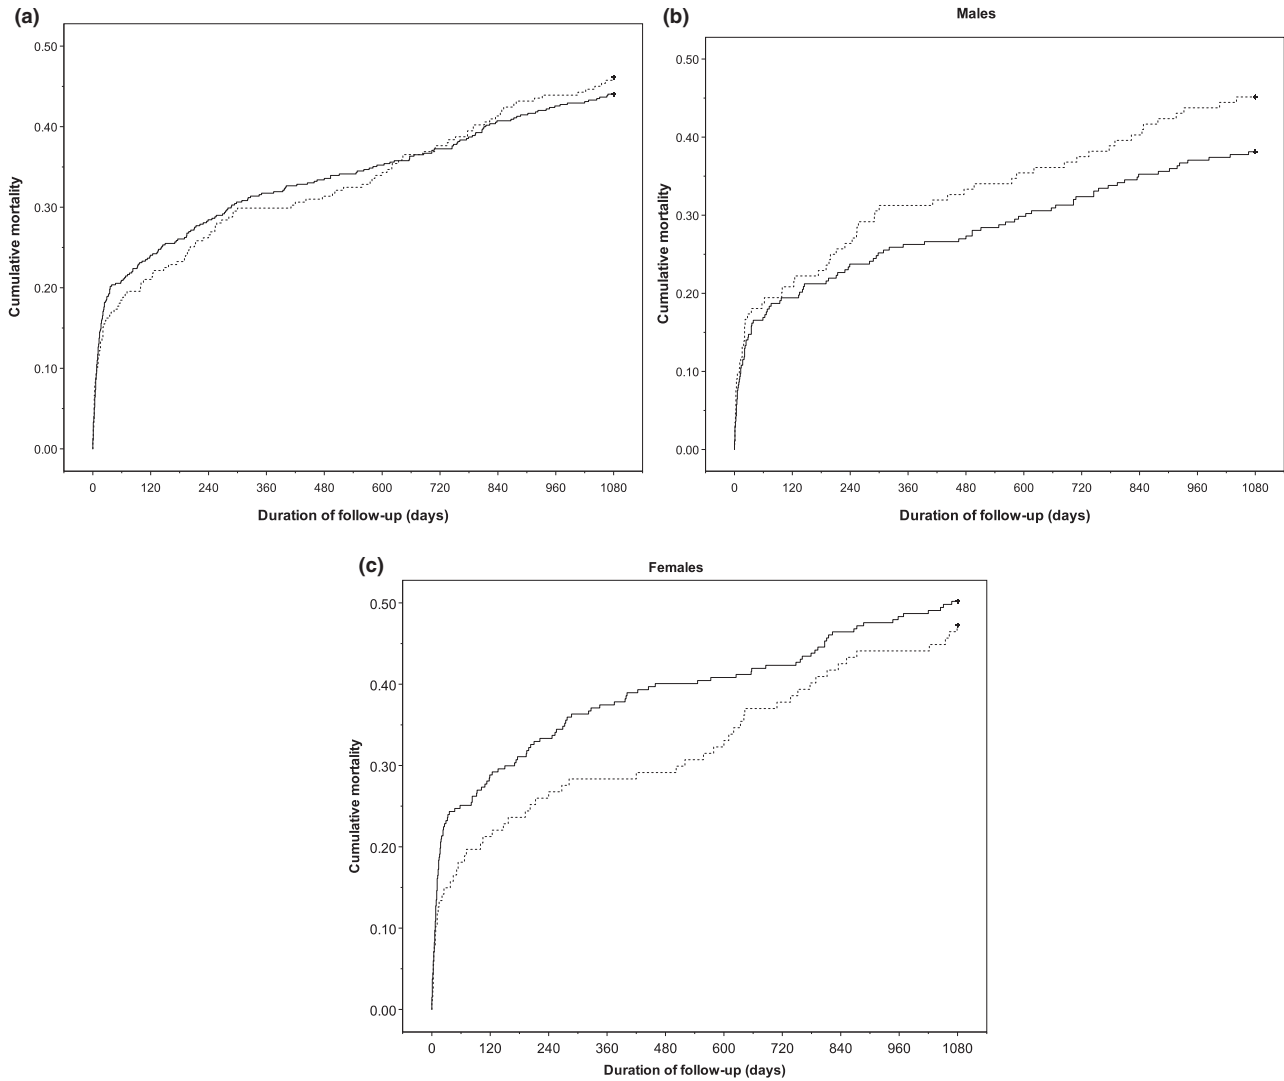 (a)
0.50
0.40
0.30
0.20
0.10
0.00
Cumulative mortality
0 120 240 360 480 600 720 840 960 1080
Duration of follow-up (days)
(b)
Males
0.50
0.40
0.30
0.20
0.10
0.00
Cumulative mortality
0 120 240 360 480 600 720 840 960 1080
Duration of follow-up (days)
(c)
Females
0.50
0.40
0.30
0.20
0.10
0.00
Cumulative mortality
0 120 240 360 480 600 720 840 960 1080
Duration of follow-up (days)